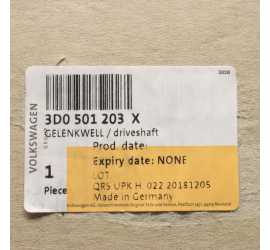 VOLKSWAGEN
3D0 501 203 X
GELENKWELL / driveshaft
Prod. date:
Expiry date: NONE
1
LOT
Piece
QRS UPK H 022 20181205
Made in Germany